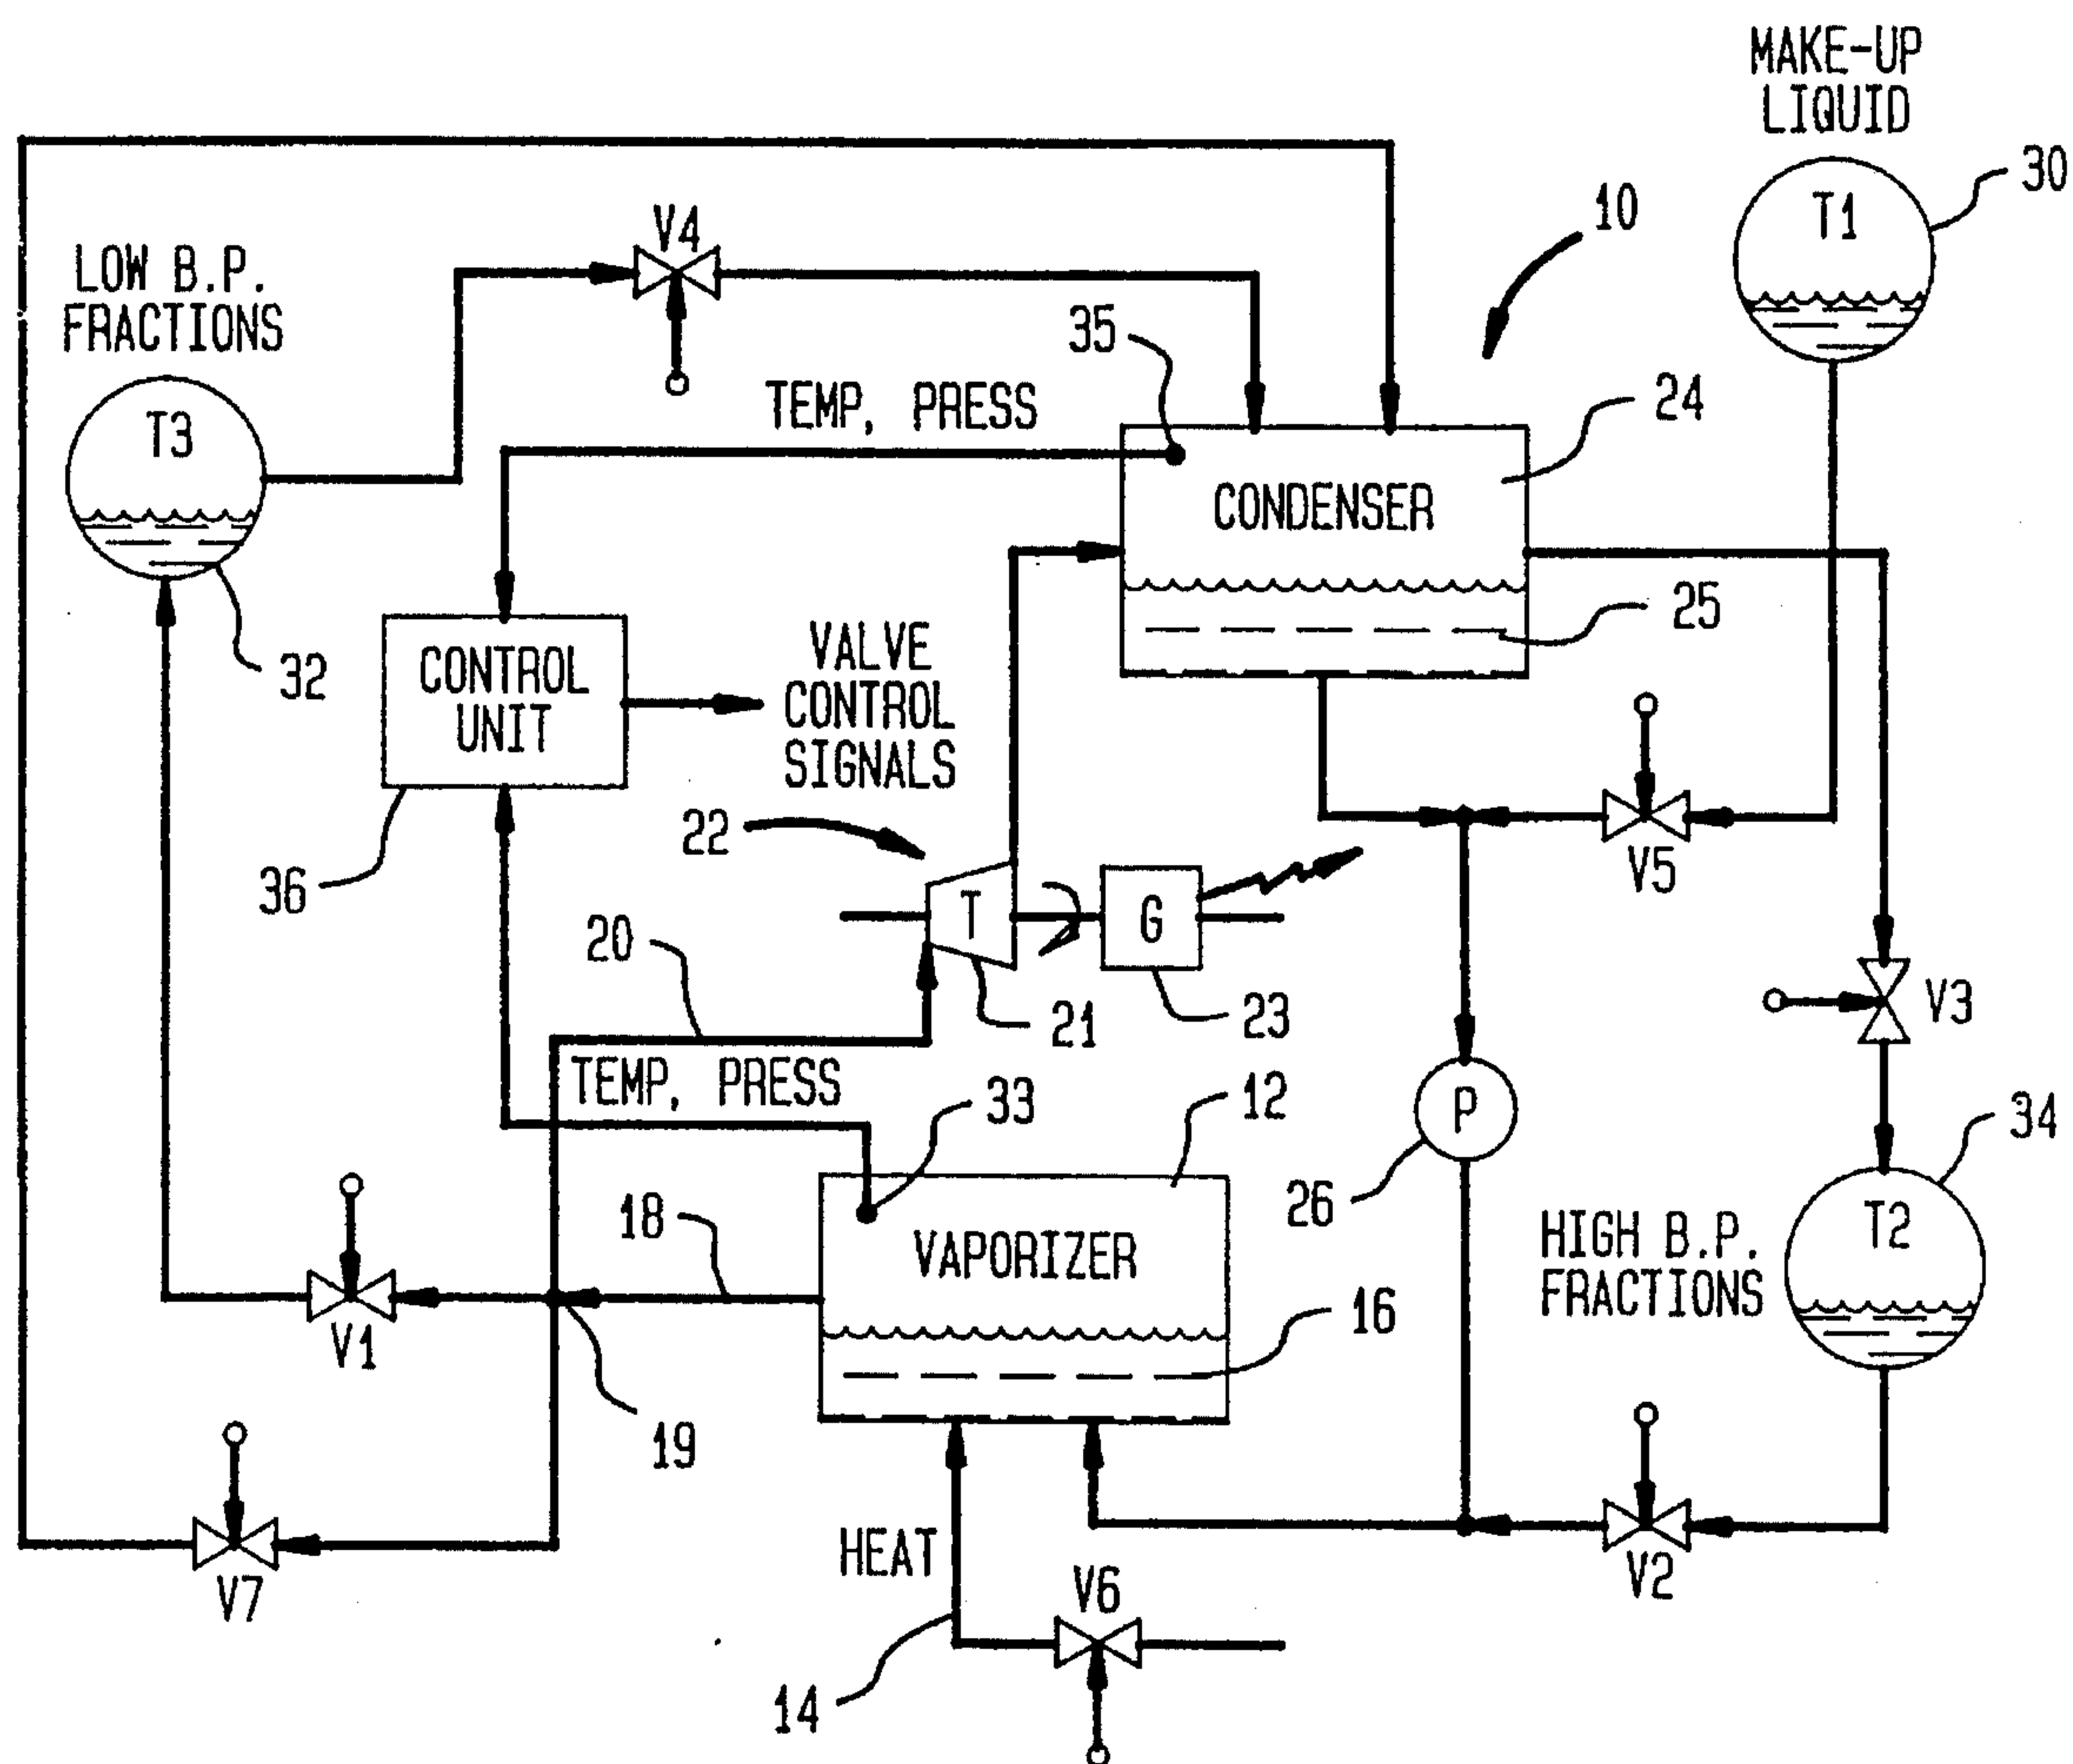 MAKE-UP
LIQUID
T1
30
10
V4
LOW B.P.
FRACTIONS
35
TEMP, PRESS
24
T3
CONDENSER
25
32
CONTROL
UNIT
VALVE
CONTROL
SIGNALS
22
36
V5
T
G
20
21
23
V3
TEMP, PRESS
33
12
P
34
18
26
T2
VAPORIZER
HIGH B.P.
FRACTIONS
16
V1
19
HEAT
V6
V2
V7
14